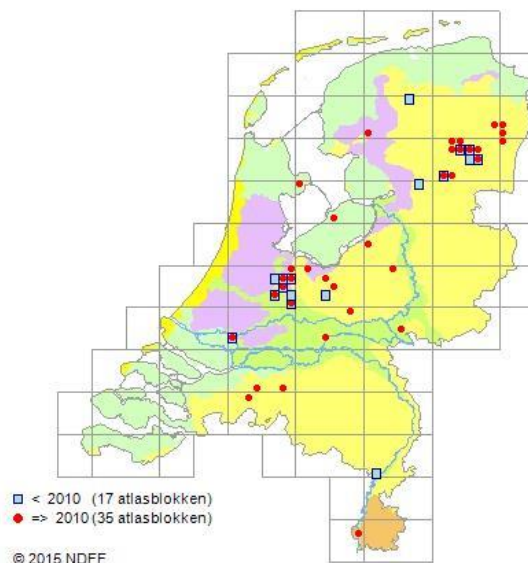 < 2010 (17 atlasblokken)
=> 2010 (35 atlasblokken)
© 2015 NDFF